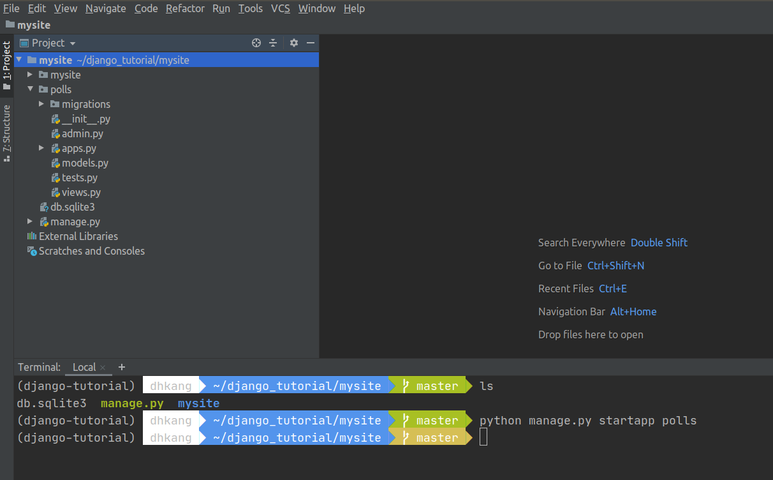 File Edit View Navigate Code Refactor Run Tools VCS Window Help
mysite
1: Project
7: Structure
Project
mysite ~/django_tutorial/mysite
mysite
polls
migrations
__init__.py
admin.py
apps.py
models.py
tests.py
views.py
db.sqlite3
manage.py
External Libraries
Scratches and Consoles
Search Everywhere Double Shift
Go to File Ctrl+Shift+N
Recent Files Ctrl+E
Navigation Bar Alt+Home
Drop files here to open
Terminal: Local × +
(django-tutorial) dhkang ~/django_tutorial/mysite master ls
db.sqlite3 manage.py mysite
(django-tutorial) dhkang ~/django_tutorial/mysite master python manage.py startapp polls
(django-tutorial) dhkang ~/django_tutorial/mysite master